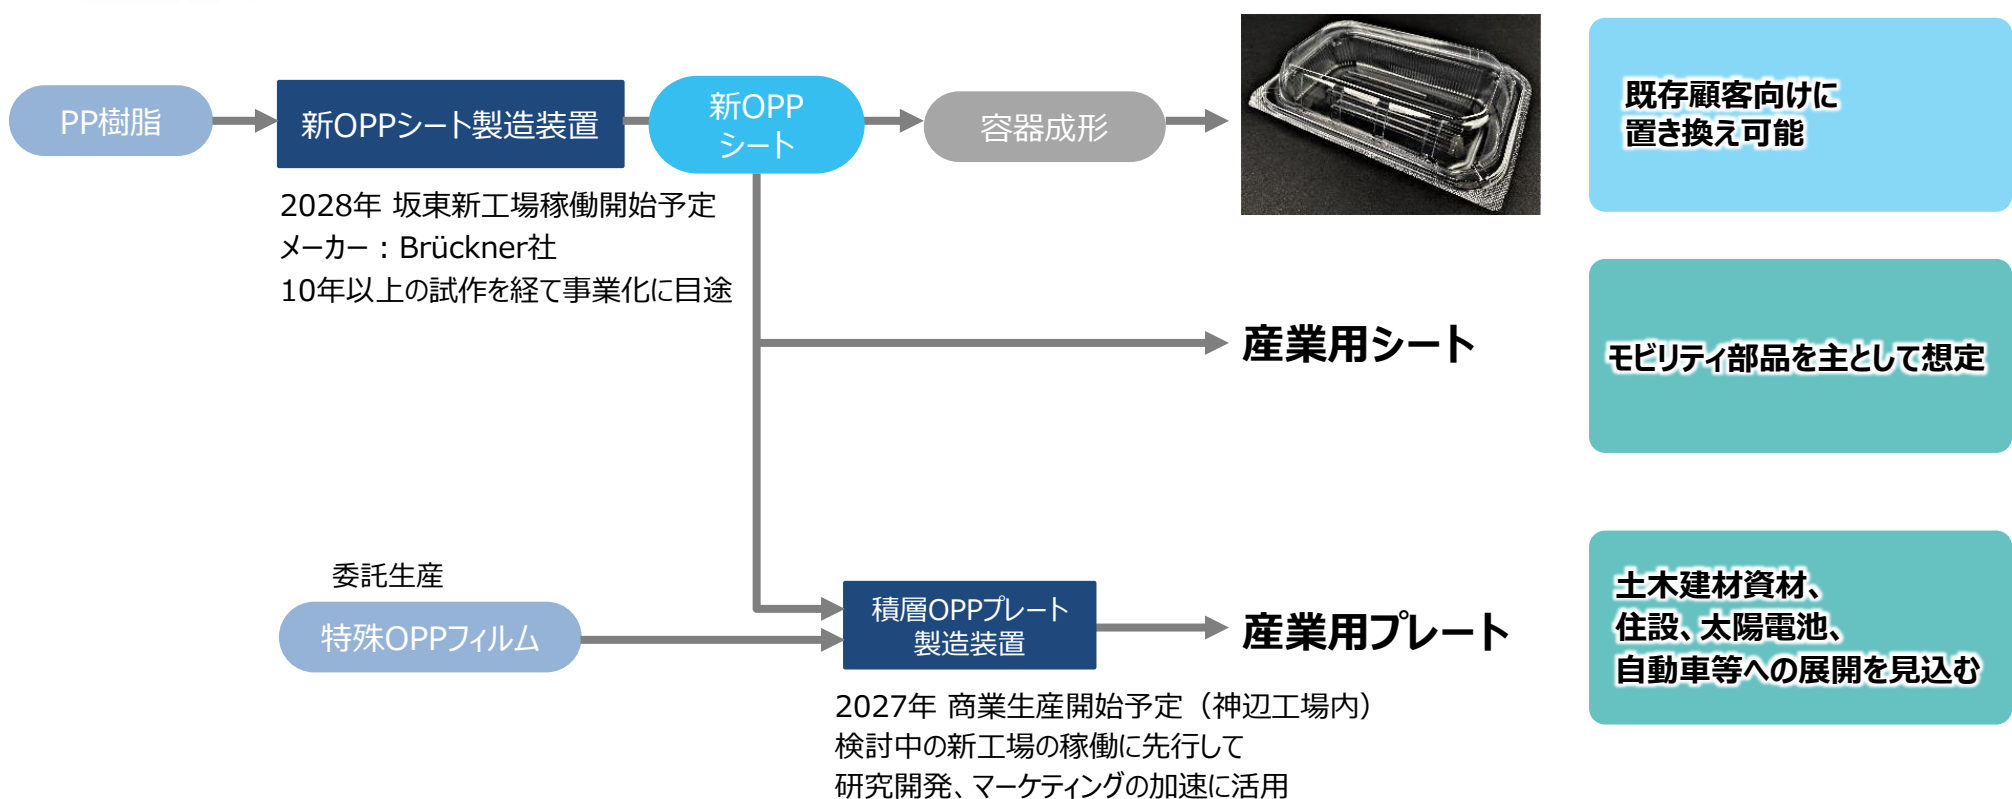 PP樹脂
新OPPシート製造装置
新OPP
シート
容器成形
既存顧客向けに
置き換え可能
2028年 坂東新工場稼働開始予定
メーカー：Brückner社
10年以上の試作を経て事業化に目途
産業用シート
モビリティ部品を主として想定
委託生産
特殊OPPフィルム
積層OPPプレート
製造装置
産業用プレート
土木建材資材、
住設、太陽電池、
自動車等への展開を見込む
2027年 商業生産開始予定（神辺工場内）
検討中の新工場の稼働に先行して
研究開発、マーケティングの加速に活用